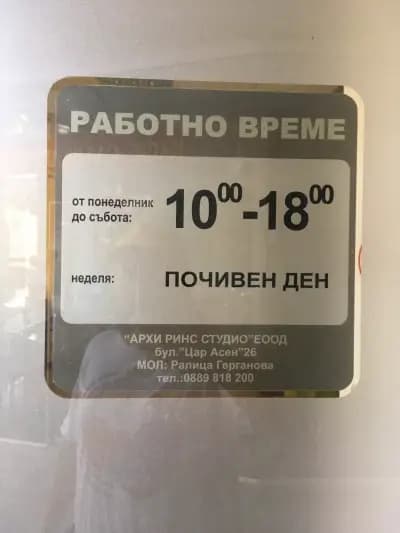 РАБОТНО ВРЕМЕ
от понеделник
до събота:
10⁰⁰-18⁰⁰
неделя: ПОЧИВЕН ДЕН
"АРХИ РИНС СТУДИО"ЕООД
бул."Цар Асен"26
МОЛ: Ралица Герганова
тел.:0889 818 200